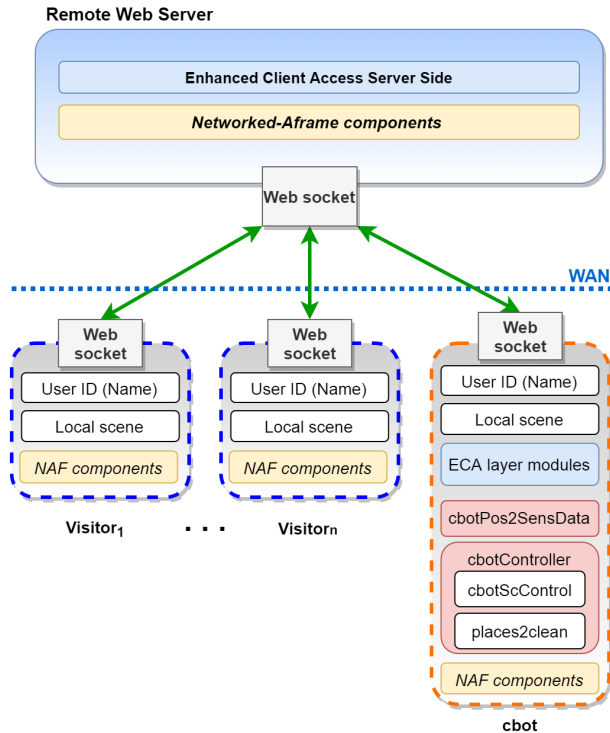 Remote Web Server
Enhanced Client Access Server Side
Networked-Aframe components
Web socket
WAN
Web
socket
User ID (Name)
Local scene
NAF components
Visitor1
. . .
Web
socket
User ID (Name)
Local scene
NAF components
Visitorn
Web
socket
User ID (Name)
Local scene
ECA layer modules
cbotPos2SensData
cbotController
cbotScControl
places2clean
NAF components
cbot